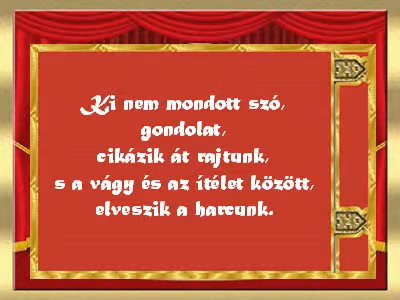 Ki nem mondott szó,
gondolat,
cikázik át rajtunk,
s a vágy és az ítélet között,
elveszik a harcunk.